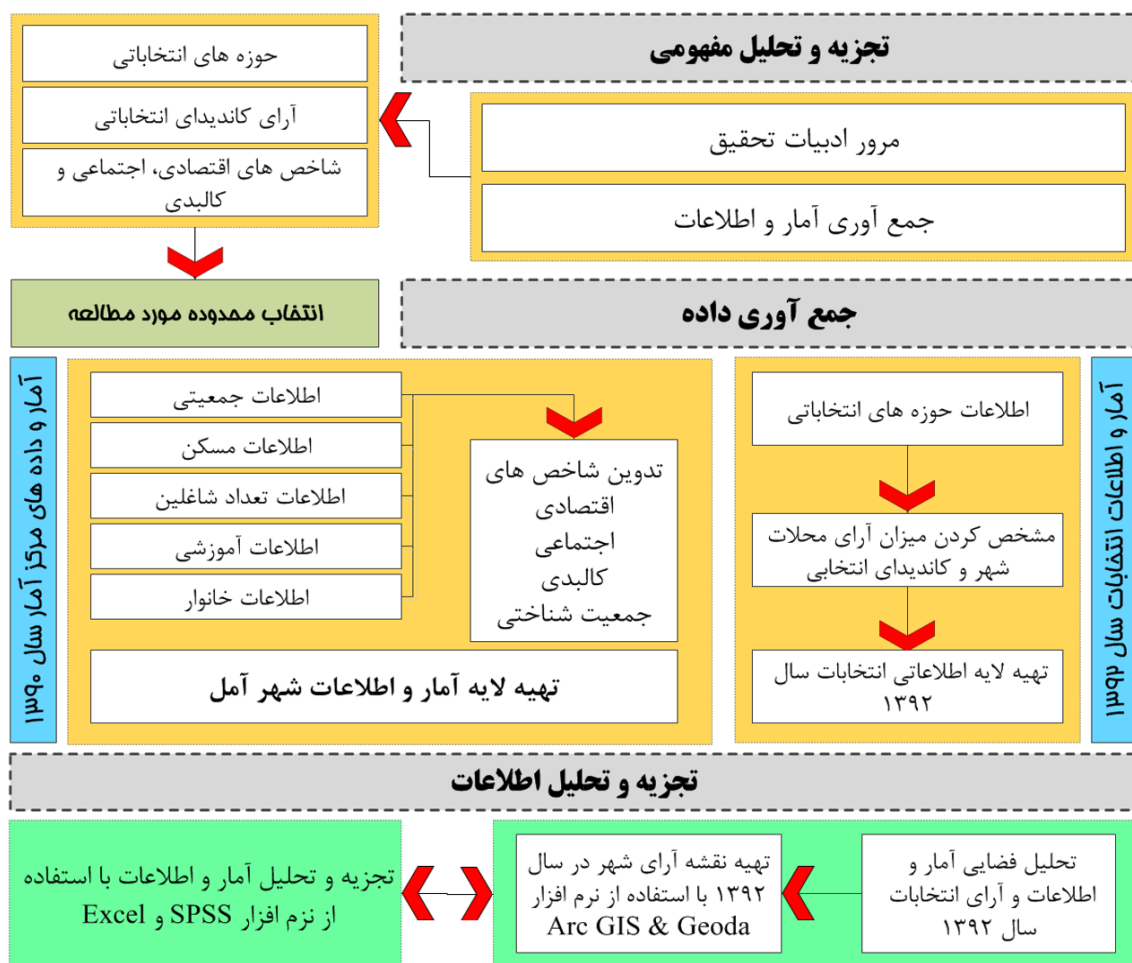 تجزیه و تحلیل مفهومی
مرور ادبیات تحقیق
جمع آوری آمار و اطلاعات
حوزه های انتخاباتی
آرای کاندیدای انتخاباتی
شاخص های اقتصادی، اجتماعی و
کالبدی
انتخاب محدوده مورد مطالعه
جمع آوری داده
آمار و اطلاعات انتخابات سال ۱۳۹۲
اطلاعات حوزه های انتخاباتی
مشخص کردن میزان آرای محلات
شهر و کاندیدای انتخابی
تهیه لایه اطلاعاتی انتخابات سال
۱۳۹۲
اطلاعات جمعیتی
اطلاعات مسکن
اطلاعات تعداد شاغلین
اطلاعات آموزشی
اطلاعات خانوار
تدوین شاخص های
اقتصادی
اجتماعی
کالبدی
جمعیت شناختی
تهیه لایه آمار و اطلاعات شهر آمل
آمار و داده های مرکز آمار سال ۱۳۹۰
تجزیه و تحلیل اطلاعات
تحلیل فضایی آمار و
اطلاعات و آرای انتخابات
سال ۱۳۹۲
تهیه نقشه آرای شهر در سال
۱۳۹۲ با استفاده از نرم افزار
Arc GIS & Geoda
تجزیه و تحلیل آمار و اطلاعات با استفاده
از نزم افزار SPSS و Excel